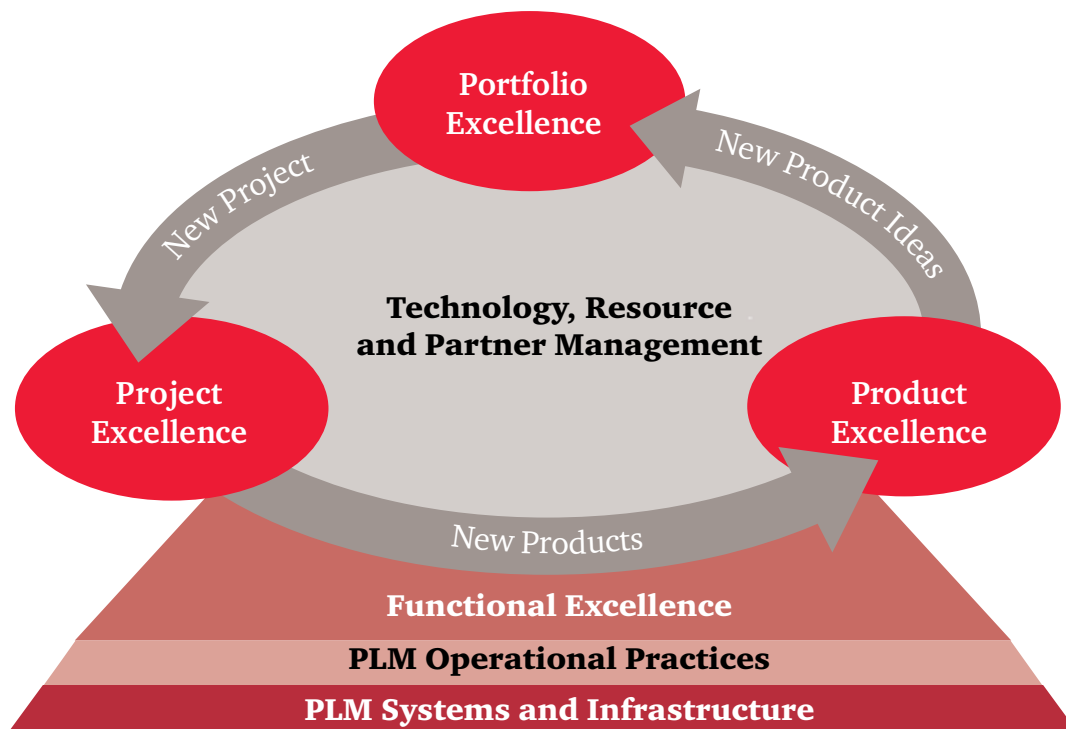 Portfolio
Excellence
New Project
New Product Ideas
Technology, Resource
and Partner Management
Project
Excellence
Product
Excellence
New Products
Functional Excellence
PLM Operational Practices
PLM Systems and Infrastructure